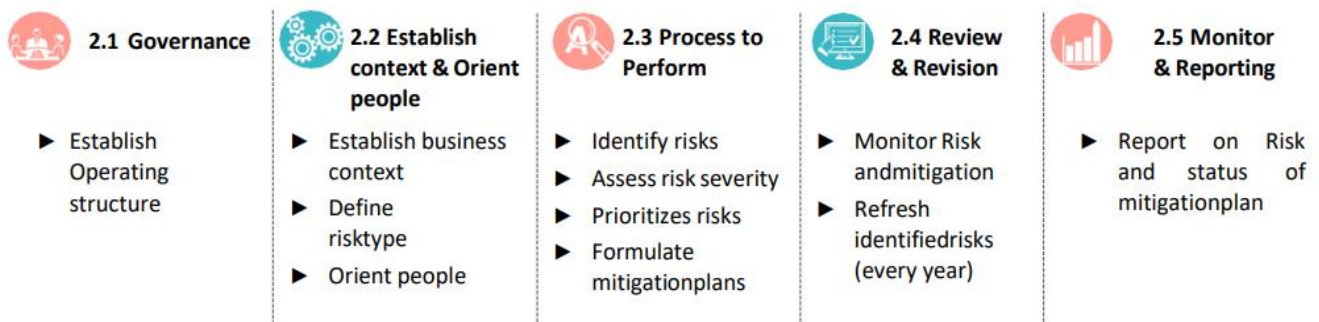 2.1 Governance
► Establish
Operating
structure
2.2 Establish
context & Orient
people
► Establish business
context
► Define
risktype
► Orient people
2.3 Process to
Perform
► Identify risks
► Assess risk severity
► Prioritizes risks
► Formulate
mitigationplans
2.4 Review
& Revision
► Monitor Risk
andmitigation
► Refresh
identifiedrisks
(every year)
2.5 Monitor
& Reporting
► Report on Risk
and status of
mitigationplan